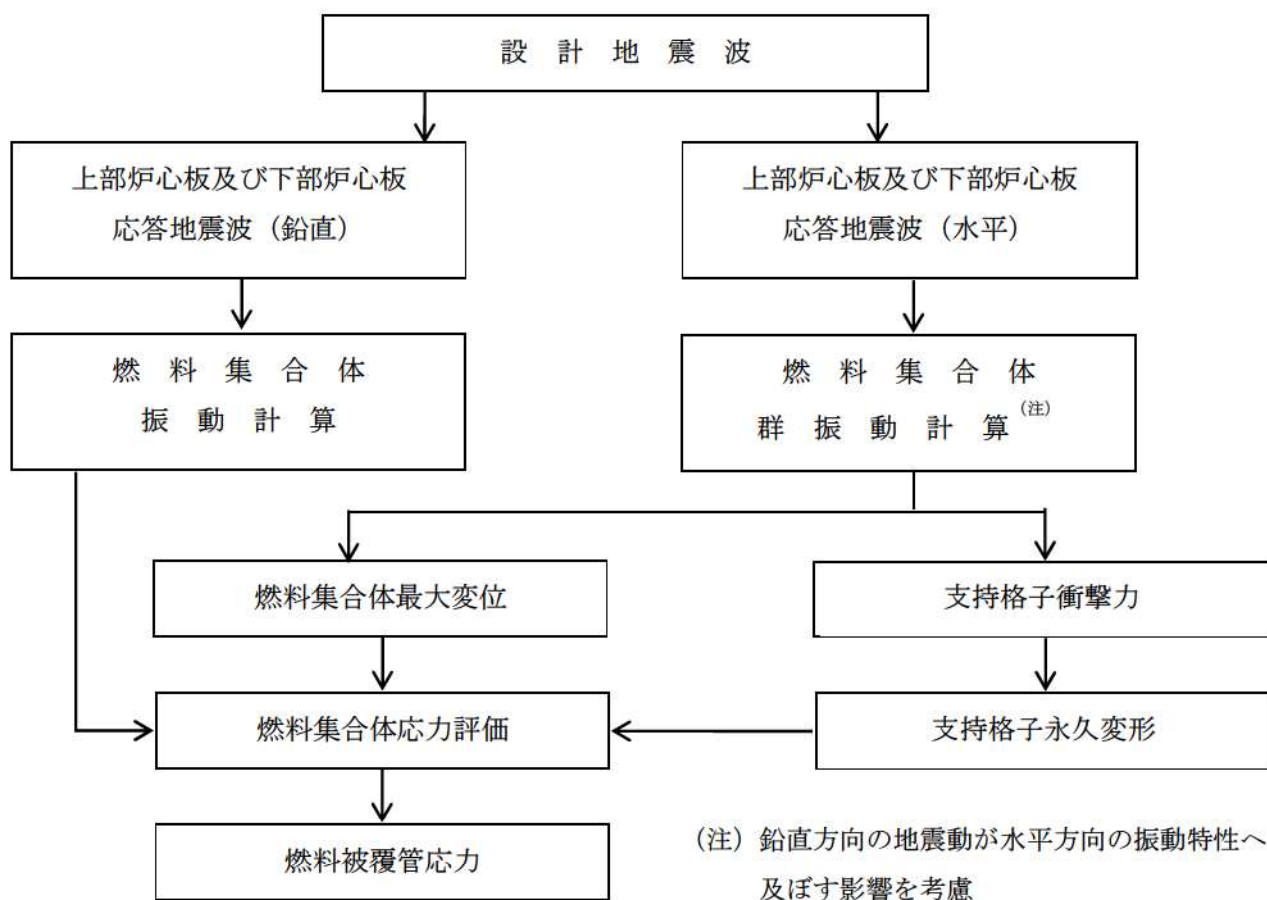 設計地震波
上部炉心板及び下部炉心板
応答地震波（鉛直）
上部炉心板及び下部炉心板
応答地震波（水平）
燃料集合体
振動計算
燃料集合体
群振動計算（注）
燃料集合体最大変位
支持格子衝撃力
燃料集合体応力評価
支持格子永久変形
燃料被覆管応力
（注）鉛直方向の地震動が水平方向の振動特性へ
及ぼす影響を考慮